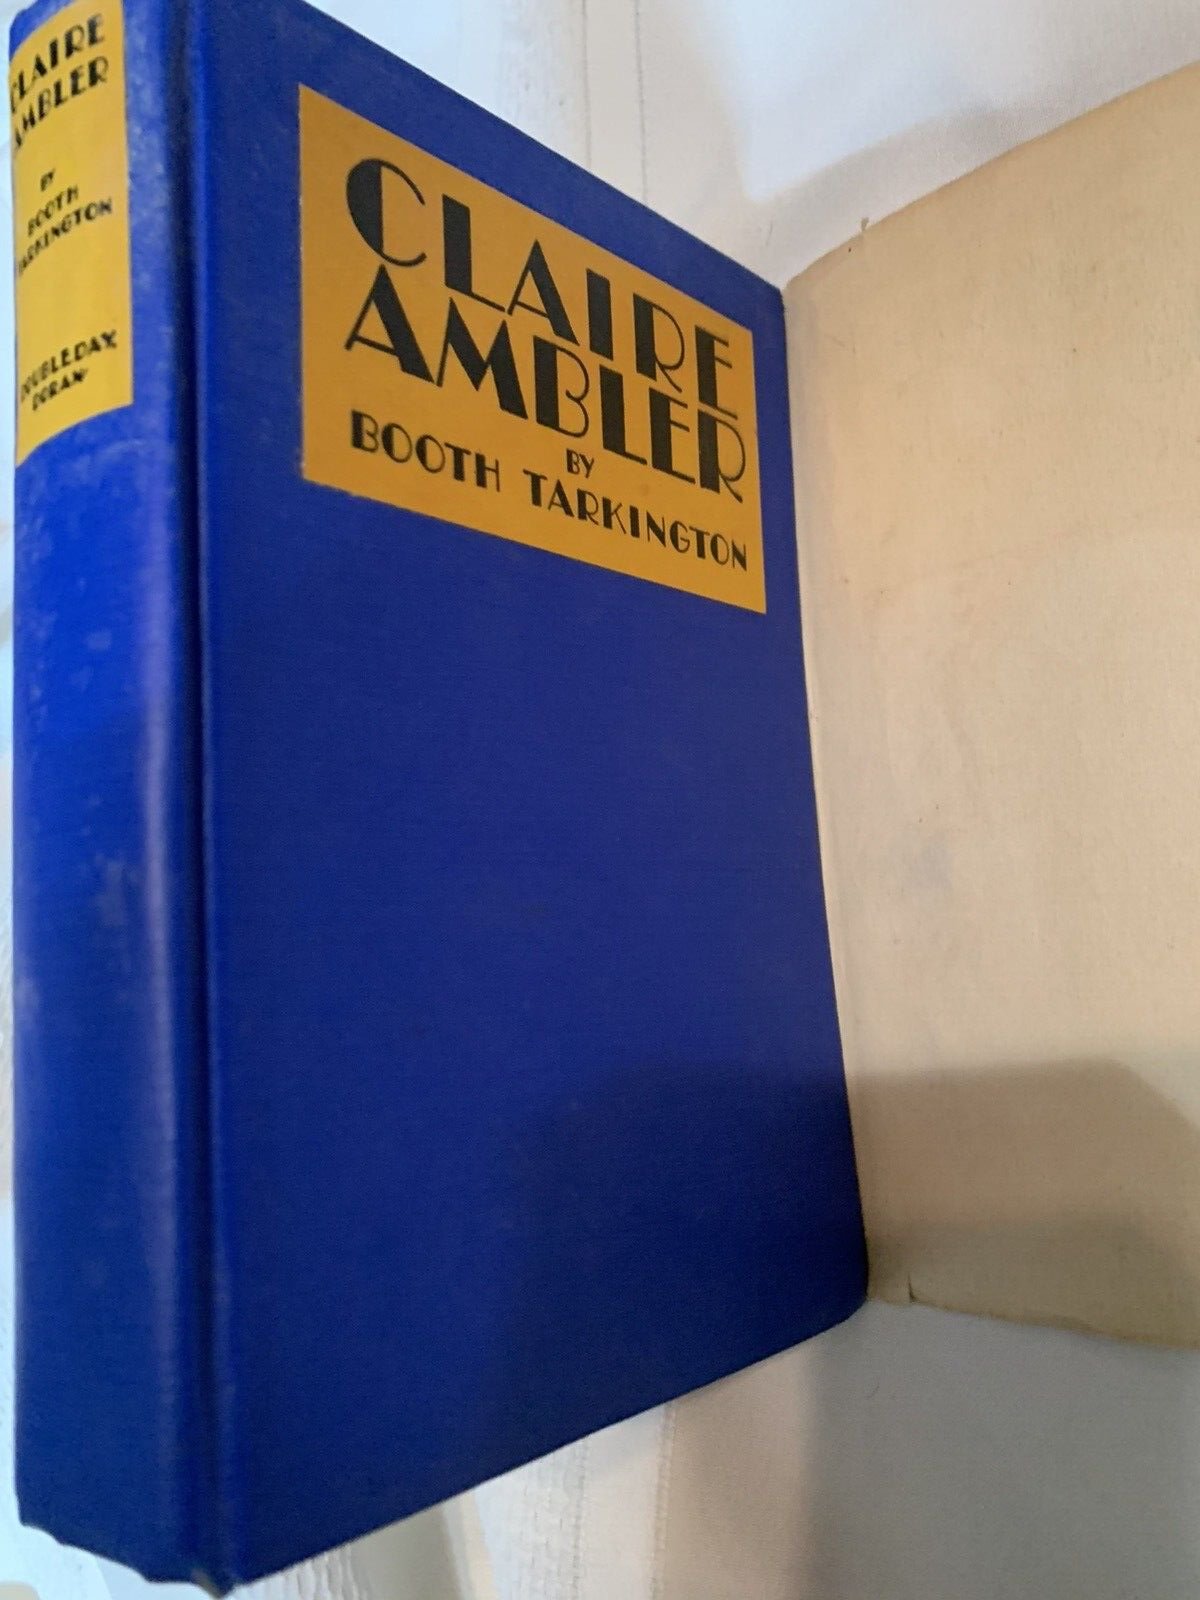 CLAIRE
AMBLER
BY
BOOTH
TARKINGTON
DOUBLEDAY,
DORAN
CLAIRE
AMBLER
BY
BOOTH TARKINGTON